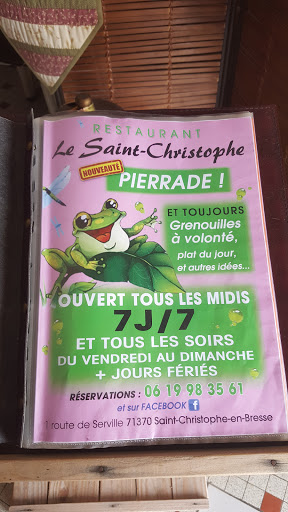 RESTAURANT
Le Saint-Christophe
NOUVEAUTÉ
PIERRADE !
ET TOUJOURS
Grenouilles
à volonté,
plat du jour,
et autres idées...
OUVERT TOUS LES MIDIS
7J/7
ET TOUS LES SOIRS
DU VENDREDI AU DIMANCHE
+ JOURS FÉRIÉS
RÉSERVATIONS : 06 19 98 35 61
et sur FACEBOOK f
route de Serville 71370 Saint-Christophe-en-Bresse